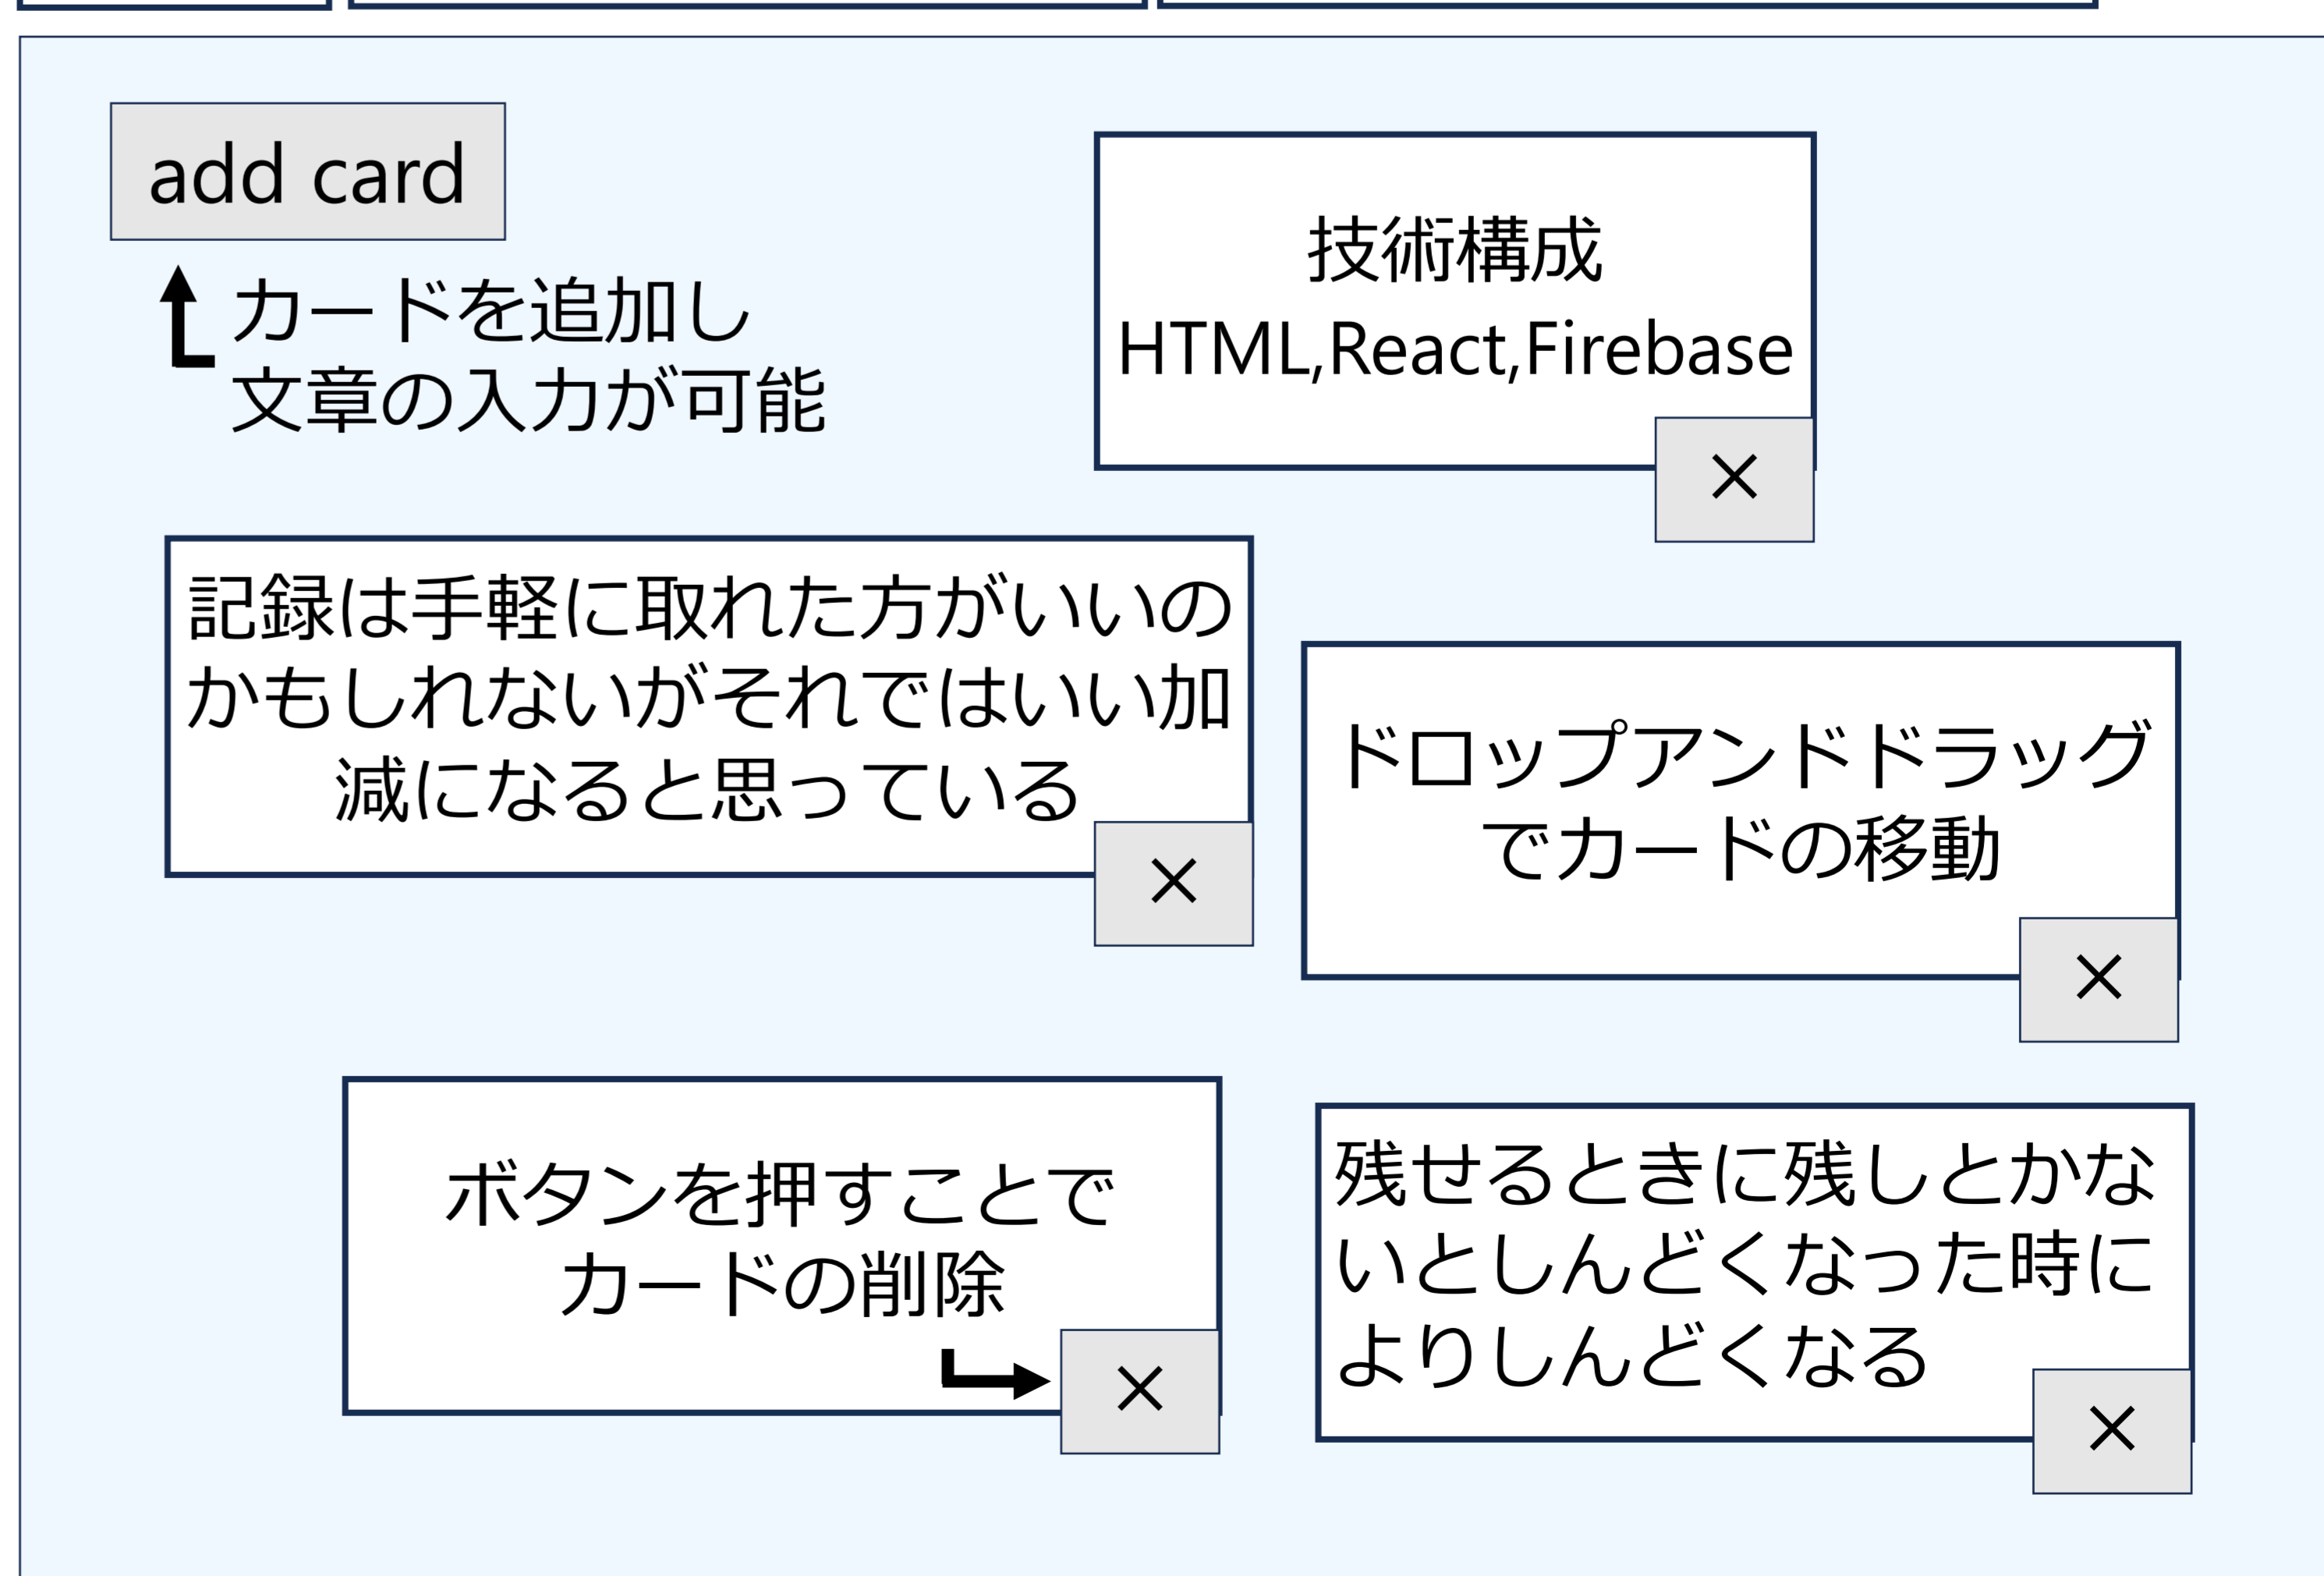 add card
カードを追加し
文章の入力が可能
技術構成
HTML,React,Firebase
×
記録は手軽に取れた方がいいの
かもしれないがそれではいい加
減になると思っている
×
ドロップアンドドラッグ
でカードの移動
×
ボタンを押すことで
カードの削除
×
残せるときに残しとかな
いとしんどくなった時に
よりしんどくなる
×